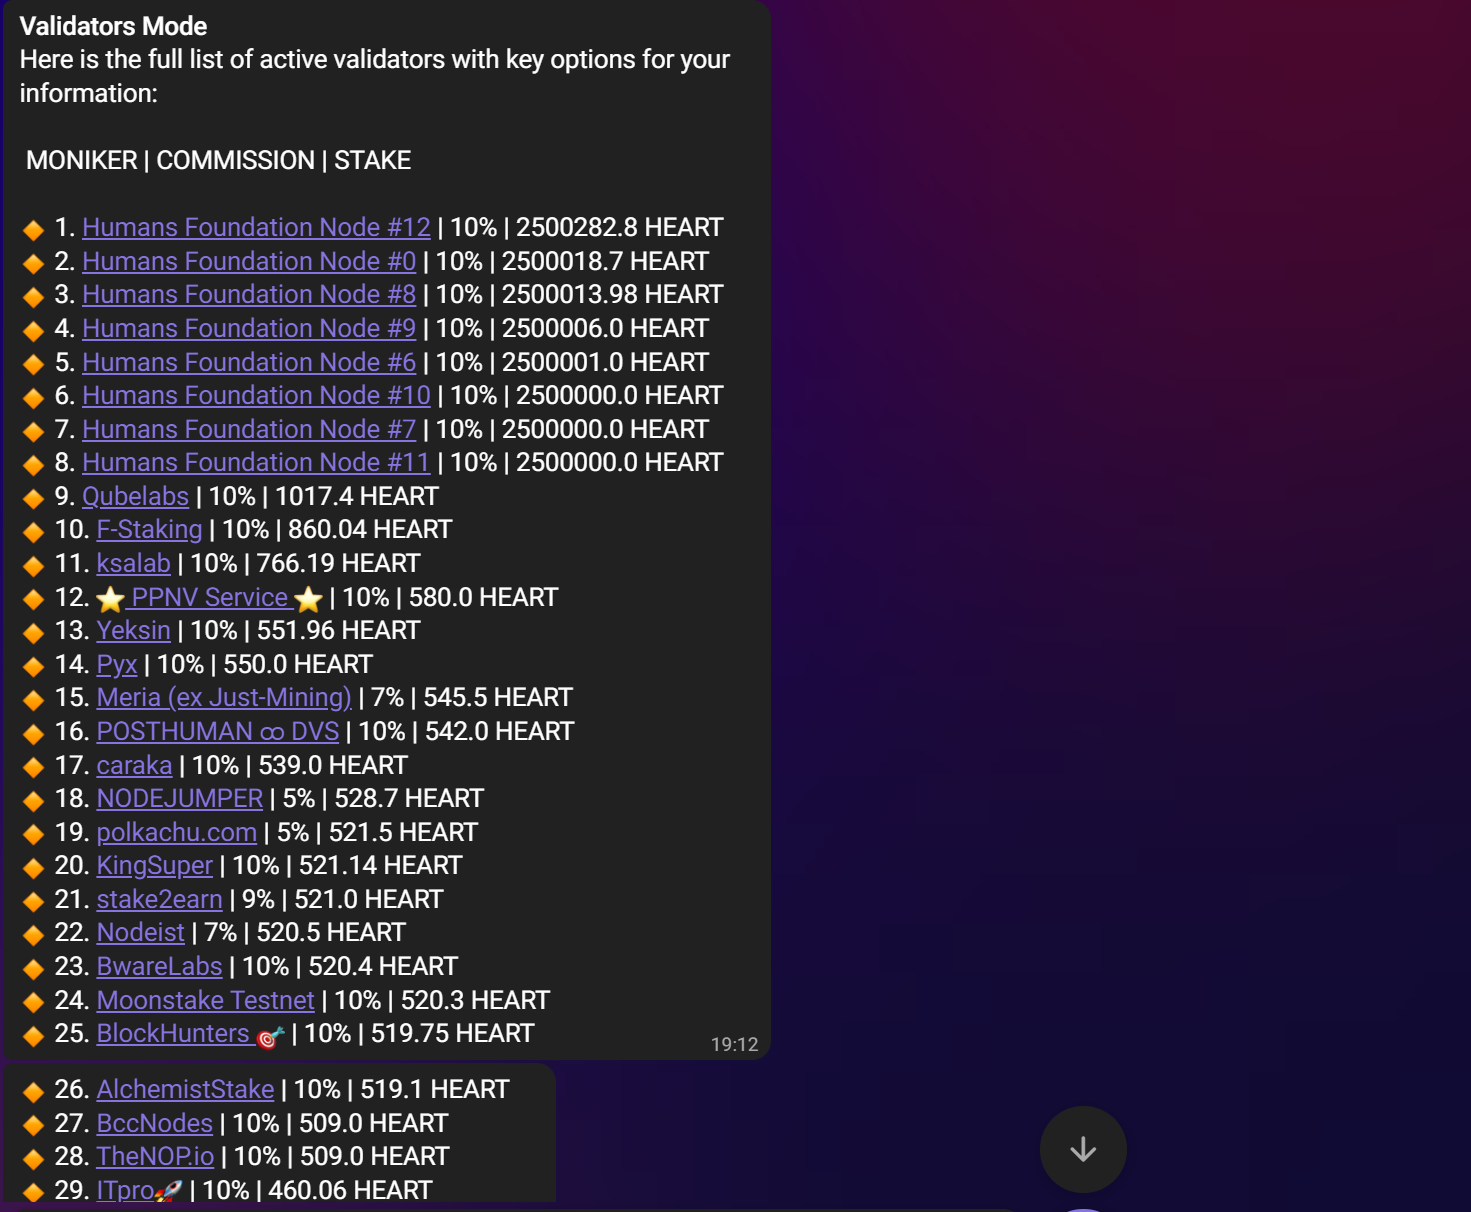 Validators Mode
Here is the full list of active validators with key options for your
information:
MONIKER | COMMISSION | STAKE
🔸 1. Humans Foundation Node #12 | 10% | 2500282.8 HEART
🔸 2. Humans Foundation Node #0 | 10% | 2500018.7 HEART
🔸 3. Humans Foundation Node #8 | 10% | 2500013.98 HEART
🔸 4. Humans Foundation Node #9 | 10% | 2500006.0 HEART
🔸 5. Humans Foundation Node #6 | 10% | 2500001.0 HEART
🔸 6. Humans Foundation Node #10 | 10% | 2500000.0 HEART
🔸 7. Humans Foundation Node #7 | 10% | 2500000.0 HEART
🔸 8. Humans Foundation Node #11 | 10% | 2500000.0 HEART
🔸 9. Qubelabs | 10% | 1017.4 HEART
🔸 10. F-Staking | 10% | 860.04 HEART
🔸 11. ksalab | 10% | 766.19 HEART
🔸 12. ⭐ PPNV Service ⭐ | 10% | 580.0 HEART
🔸 13. Yeksin | 10% | 551.96 HEART
🔸 14. Pyx | 10% | 550.0 HEART
🔸 15. Meria (ex Just-Mining) | 7% | 545.5 HEART
🔸 16. POSTHUMAN ꝏ DVS | 10% | 542.0 HEART
🔸 17. caraka | 10% | 539.0 HEART
🔸 18. NODEJUMPER | 5% | 528.7 HEART
🔸 19. polkachu.com | 5% | 521.5 HEART
🔸 20. KingSuper | 10% | 521.14 HEART
🔸 21. stake2earn | 9% | 521.0 HEART
🔸 22. Nodeist | 7% | 520.5 HEART
🔸 23. BwareLabs | 10% | 520.4 HEART
🔸 24. Moonstake Testnet | 10% | 520.3 HEART
🔸 25. BlockHunters 🎯 | 10% | 519.75 HEART
19:12
🔸 26. AlchemistStake | 10% | 519.1 HEART
🔸 27. BccNodes | 10% | 509.0 HEART
🔸 28. TheNOP.io | 10% | 509.0 HEART
🔸 29. ITpro🚀 | 10% | 460.06 HEART